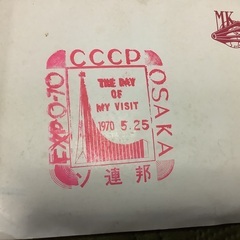 CCCP
EXPO'70
OSAKA
THE DAY
OF
MY VISIT
1970 5.25
ソ連邦
MK